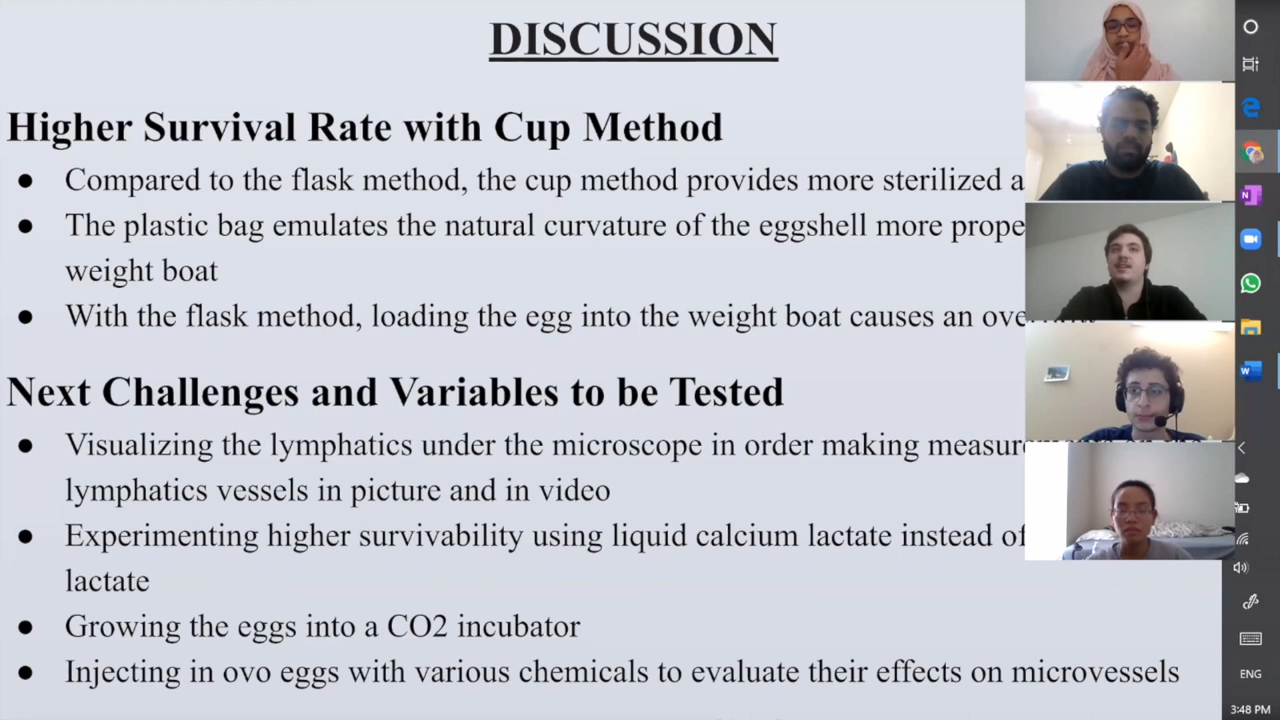 DISCUSSION
Higher Survival Rate with Cup Method
● Compared to the flask method, the cup method provides more sterilized a
● The plastic bag emulates the natural curvature of the eggshell more prope
weight boat
● With the flask method, loading the egg into the weight boat causes an
Next Challenges and Variables to be Tested
● Visualizing the lymphatics under the microscope in order making
lymphatics vessels in picture and in video
● Experimenting higher survivability using liquid calcium lactate instead of
lactate
● Growing the eggs into a CO2 incubator
● Injecting in ovo eggs with various chemicals to evaluate their effects on microvessels
ENG
3:48 PM